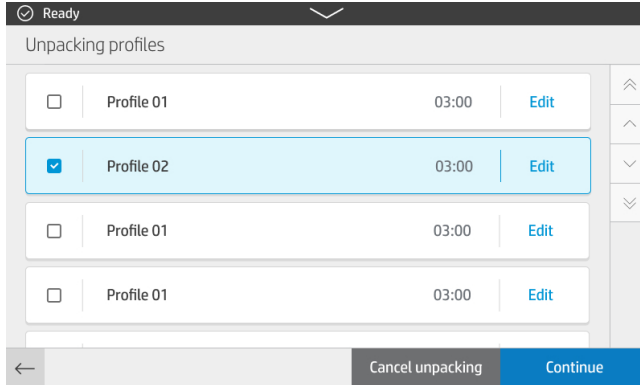 Ready
Unpacking profiles
Profile 01 03:00 Edit
Profile 02 03:00 Edit
Profile 01 03:00 Edit
Profile 01 03:00 Edit
Cancel unpacking Continue